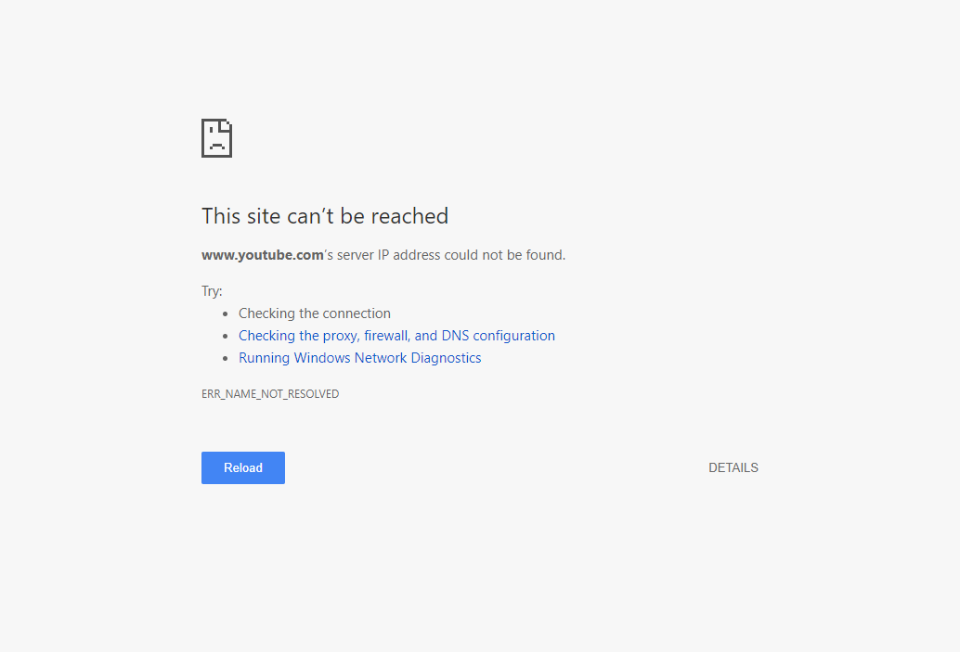 This site can’t be reached
www.youtube.com’s server IP address could not be found.
Try:
• Checking the connection
• Checking the proxy, firewall, and DNS configuration
• Running Windows Network Diagnostics
ERR_NAME_NOT_RESOLVED
Reload
DETAILS